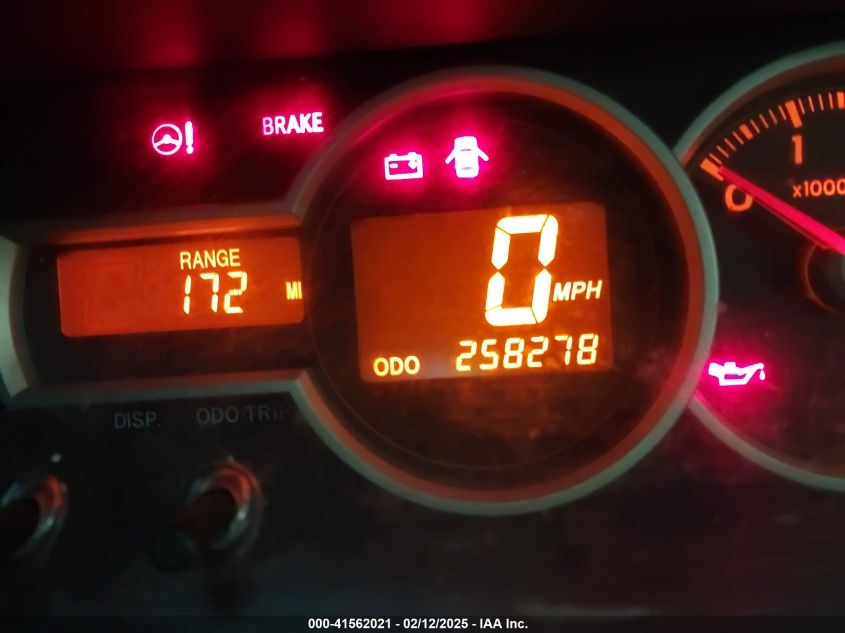 BRAKE
RANGE
172 MI
0 MPH
ODO 258278
DISP. ODO TRIP
1
0
x1000
000-41562021 - 02/12/2025 - IAA Inc.